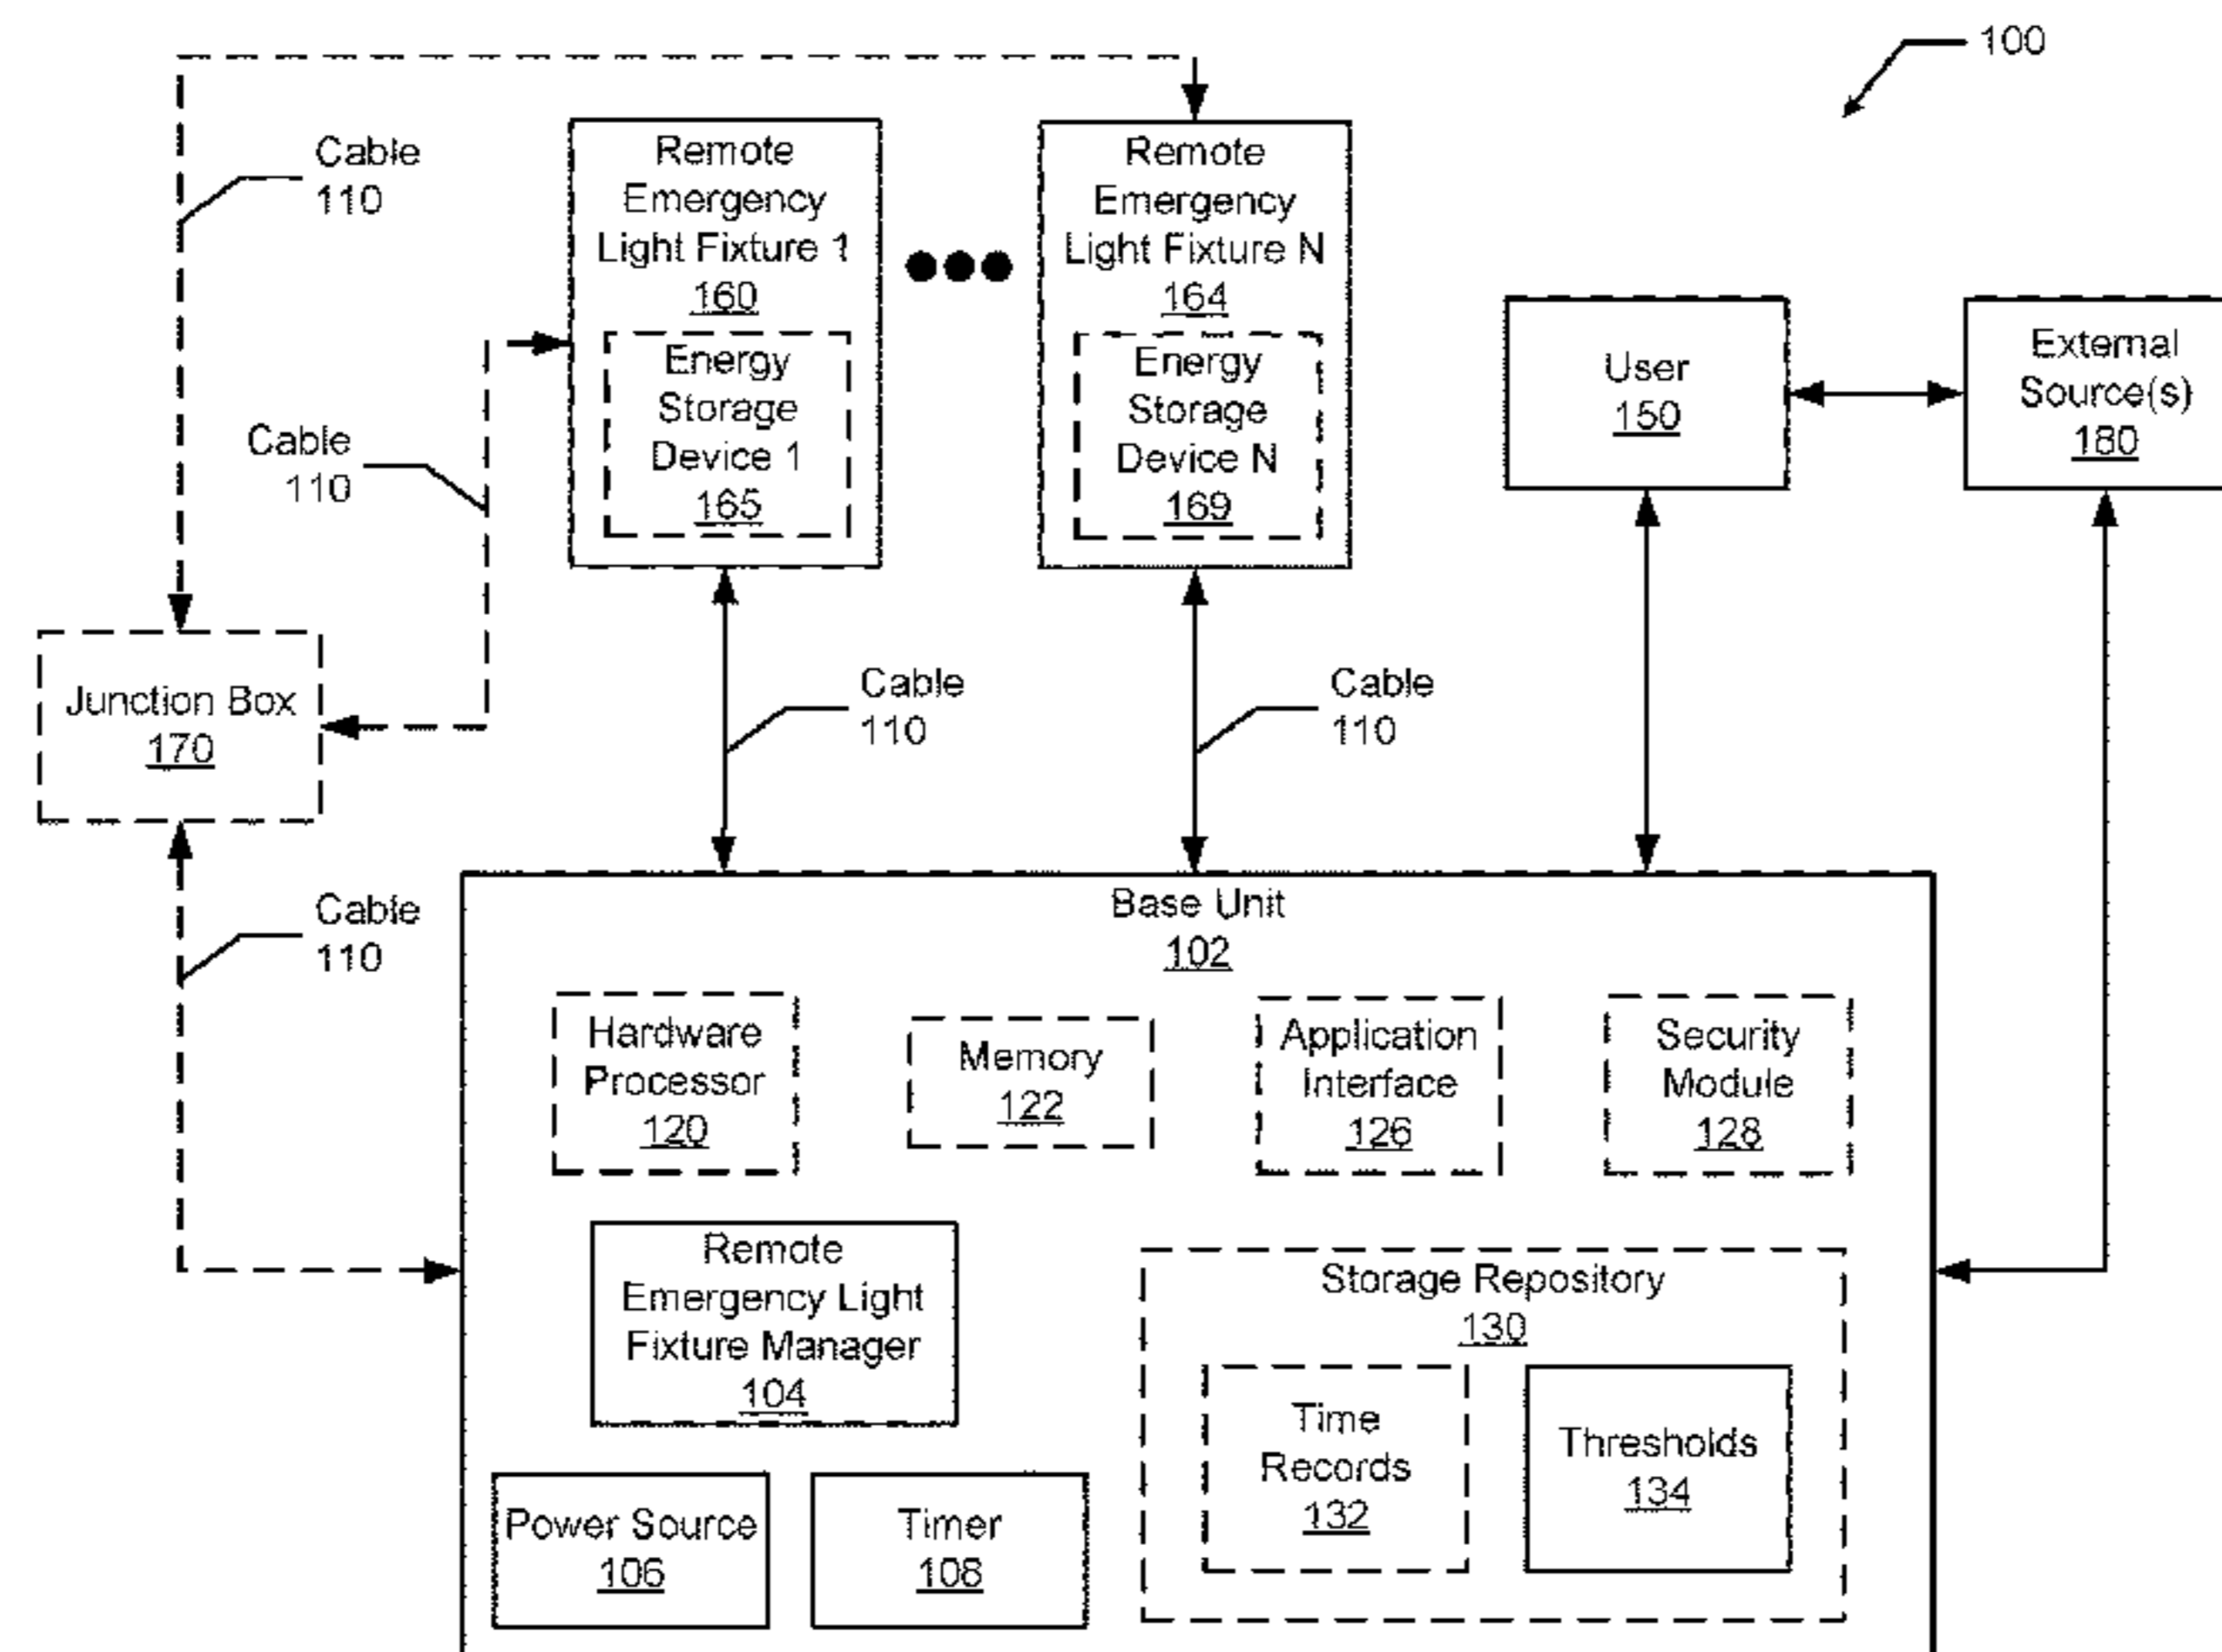 100
Cable
110
Remote
Emergency
Light Fixture 1
160
Energy
Storage
Device 1
165
Remote
Emergency
Light Fixture N
164
Energy
Storage
Device N
169
User
150
External
Source(s)
180
Cable
110
Junction Box
170
Cable
110
Cable
110
Cable
110
Base Unit
102
Hardware
Processor
120
Memory
122
Application
Interface
126
Security
Module
128
Remote
Emergency Light
Fixture Manager
104
Storage Repository
130
Time
Records
132
Thresholds
134
Power Source
106
Timer
108